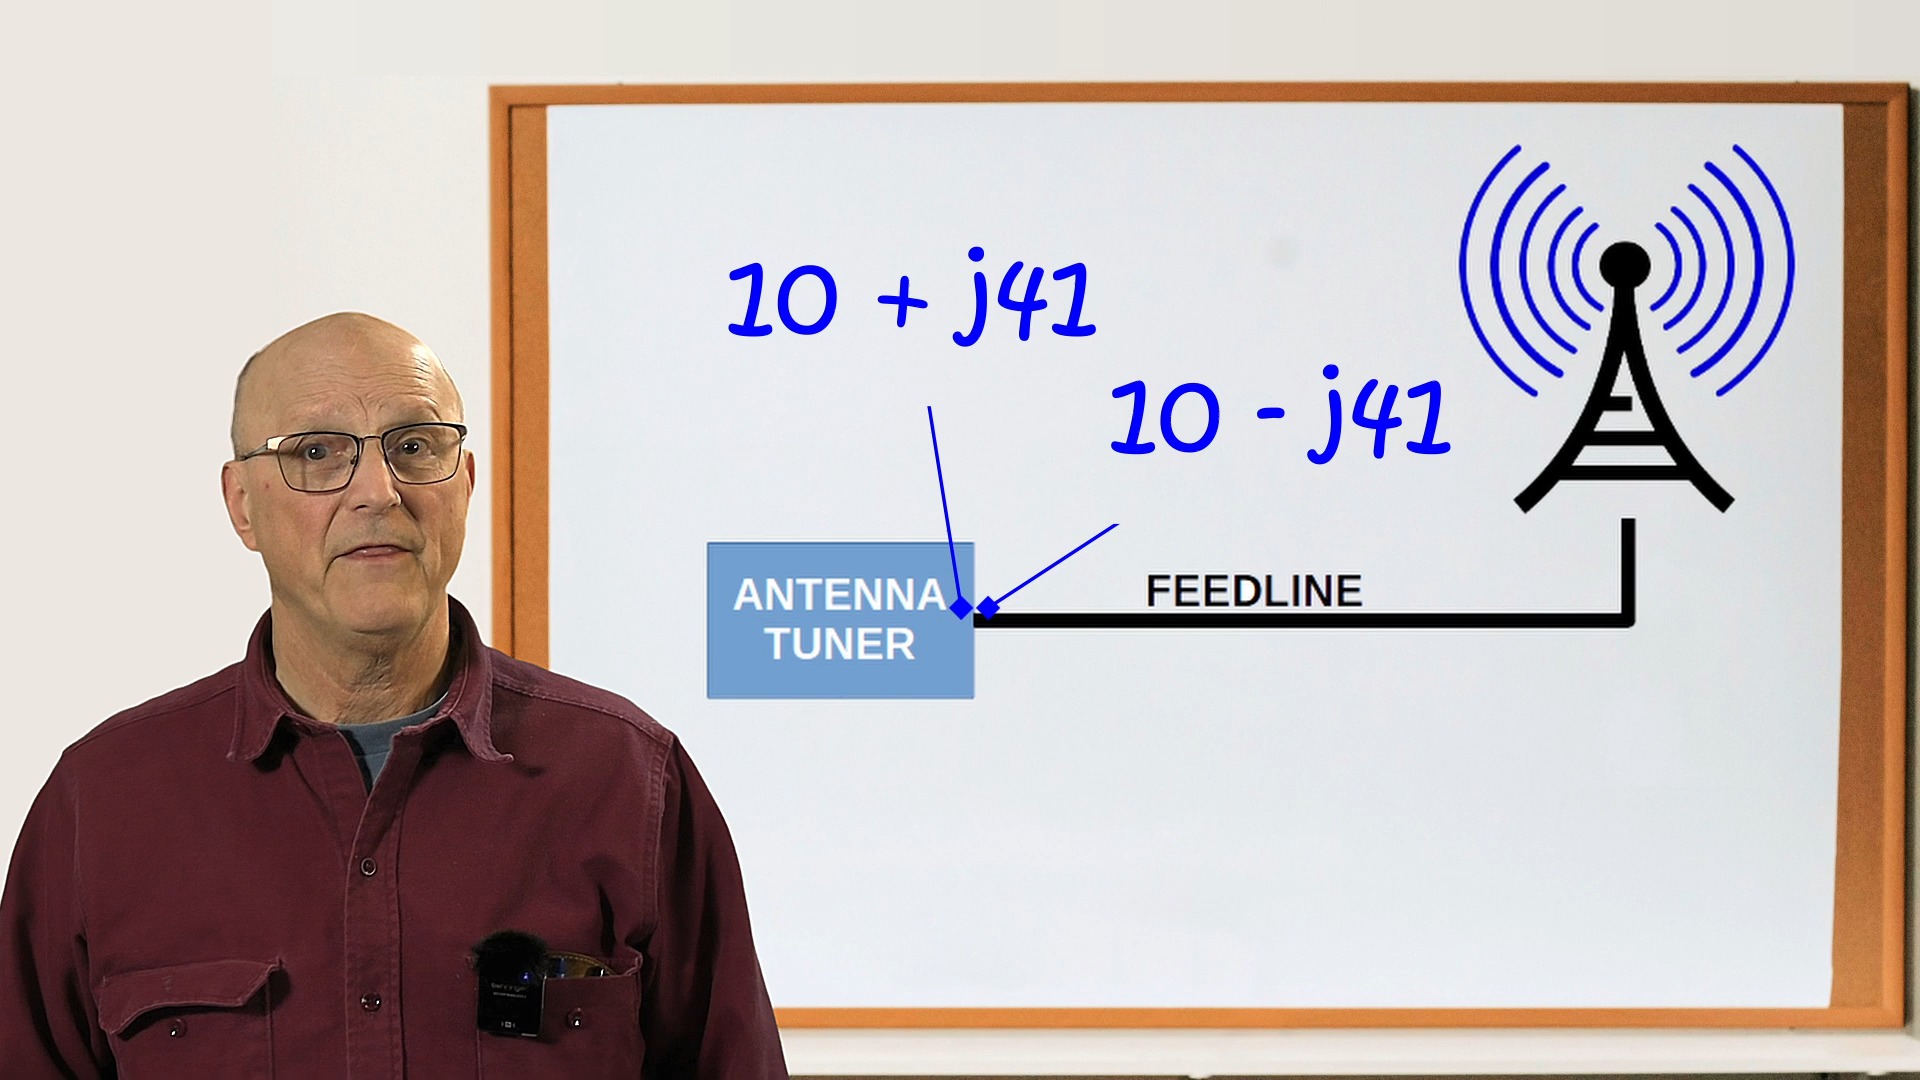 10 + j41
10 - j41
ANTENNA
TUNER
FEEDLINE